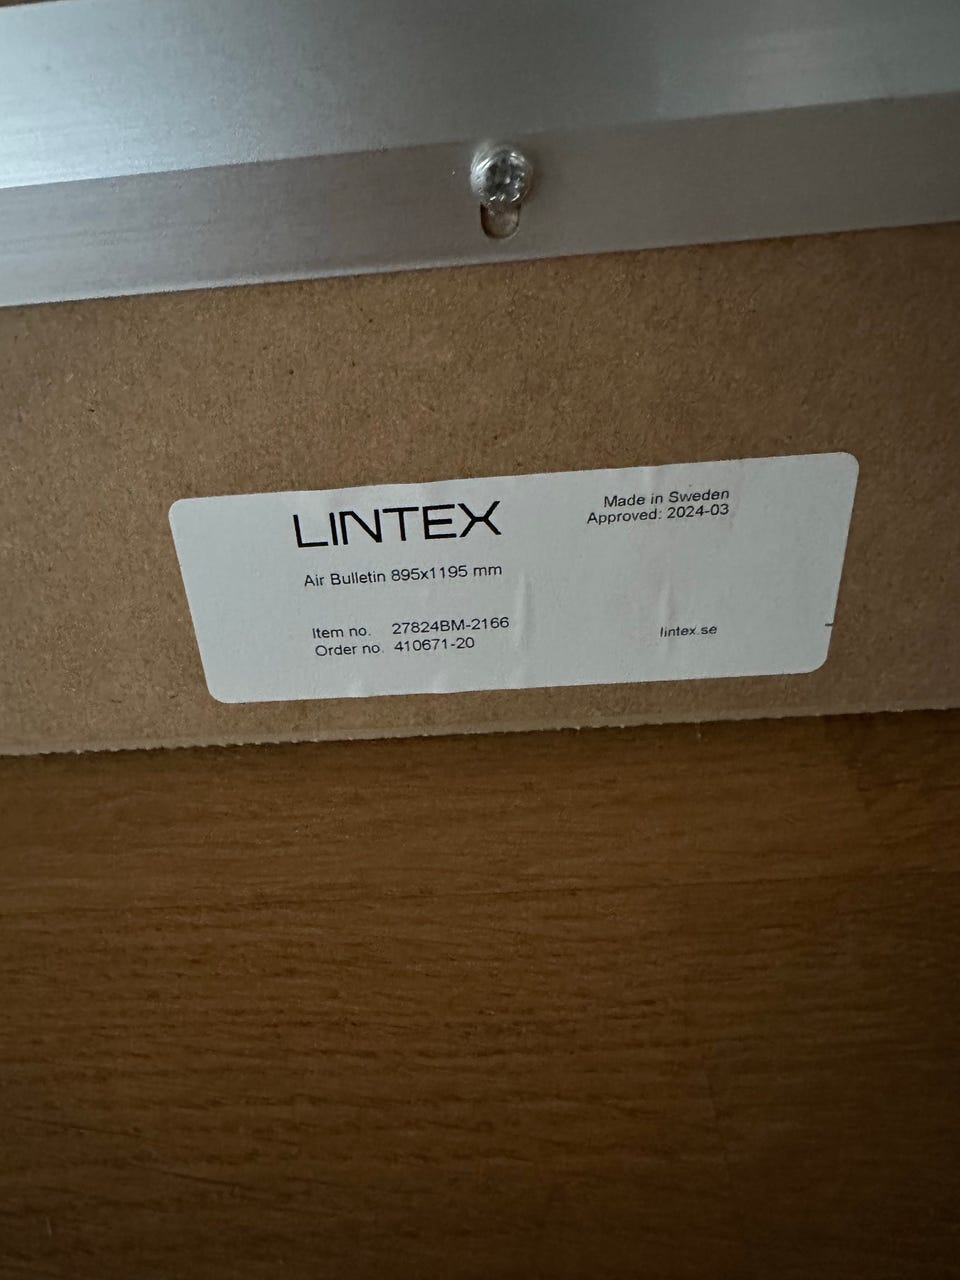 LINTEX
Made in Sweden
Approved: 2024-03
Air Bulletin 895x1195 mm
Item no. 27824BM-2166
Order no. 410671-20
lintex.se